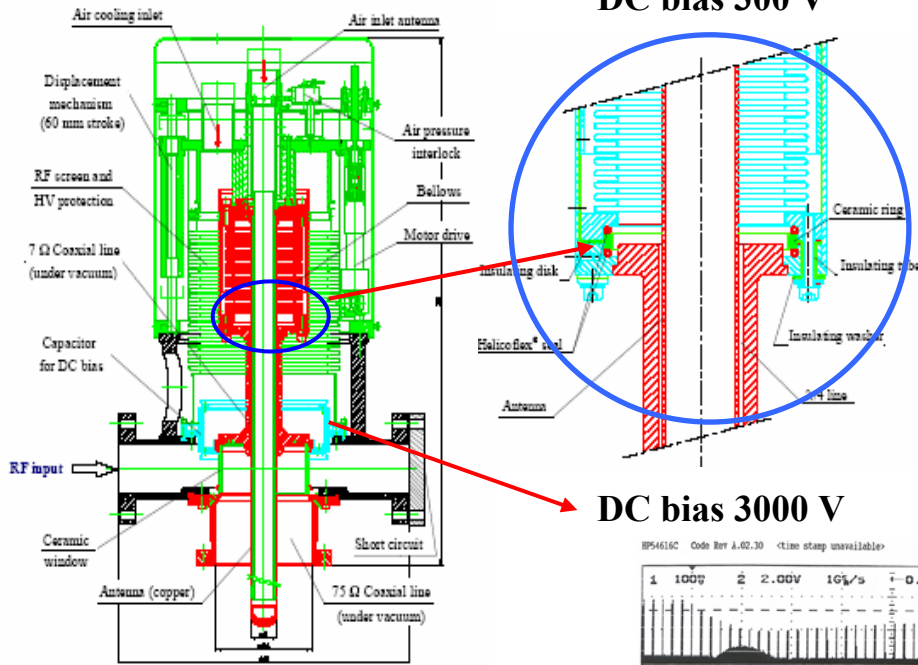 DC bias 500 V
Air cooling inlet
Air inlet antenna
Displacement
mechanism
(60 mm stroke)
Air pressure
interlock
RF screen and
HV protection
Bellows
7 Ω Coaxial line
(under vacuum)
Motor drive
Capacitor
for DC bias
RF input
Ceramic
window
Short circuit
Antenna (copper)
75 Ω Coaxial line
(under vacuum)
Ceramic ring
Insulating disk
Insulating tube
Insulating washer
Helicoflex® seal
Antenna
λ/4 line
DC bias 3000 V
HP54616C Code Rev A.02.30 <time stamp unavailable>
1 100 2 2.00V 1G /s